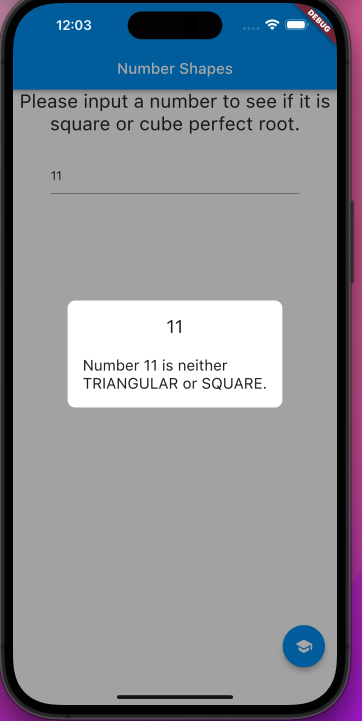 12:03
DEBUG
Number Shapes
Please input a number to see if it is
square or cube perfect root.
11
11
Number 11 is neither
TRIANGULAR or SQUARE.